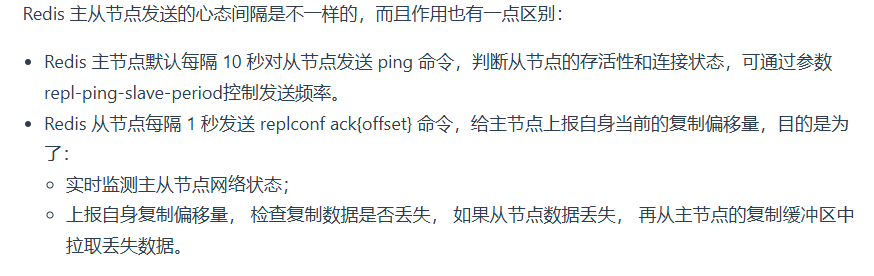 Redis 主从节点发送的心态间隔是不一样的，而且作用也有一点区别：
• Redis 主节点默认每隔 10 秒对从节点发送 ping 命令，判断从节点的存活性和连接状态，可通过参数
repl-ping-slave-period控制发送频率。
• Redis 从节点每隔 1 秒发送 replconf ack{offset} 命令，给主节点上报自身当前的复制偏移量，目的是为
了：
◦ 实时监测主从节点网络状态；
◦ 上报自身复制偏移量， 检查复制数据是否丢失， 如果从节点数据丢失， 再从主节点的复制缓冲区中
拉取丢失数据。